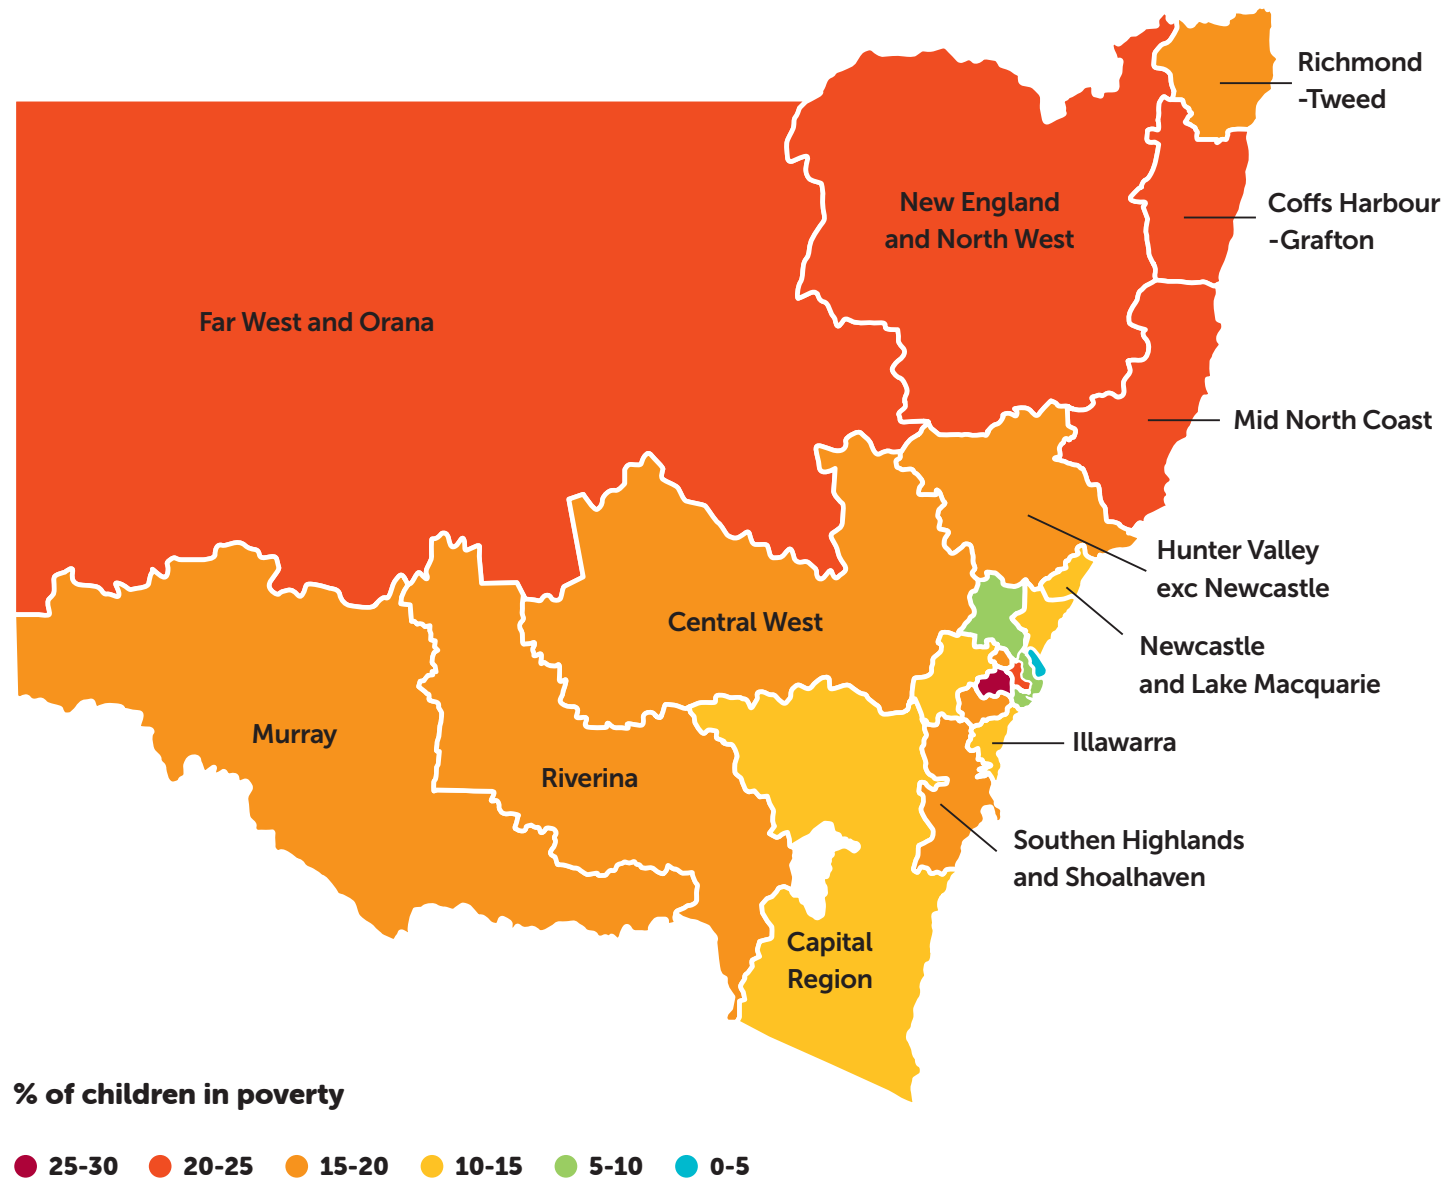 Richmond
-Tweed
New England
and North West
Coffs Harbour
-Grafton
Far West and Orana
Mid North Coast
Hunter Valley
exc Newcastle
Central West
Newcastle
and Lake Macquarie
Murray
Illawarra
Riverina
Southen Highlands
and Shoalhaven
Capital
Region
% of children in poverty
25-30 20-25 15-20 10-15 5-10 0-5